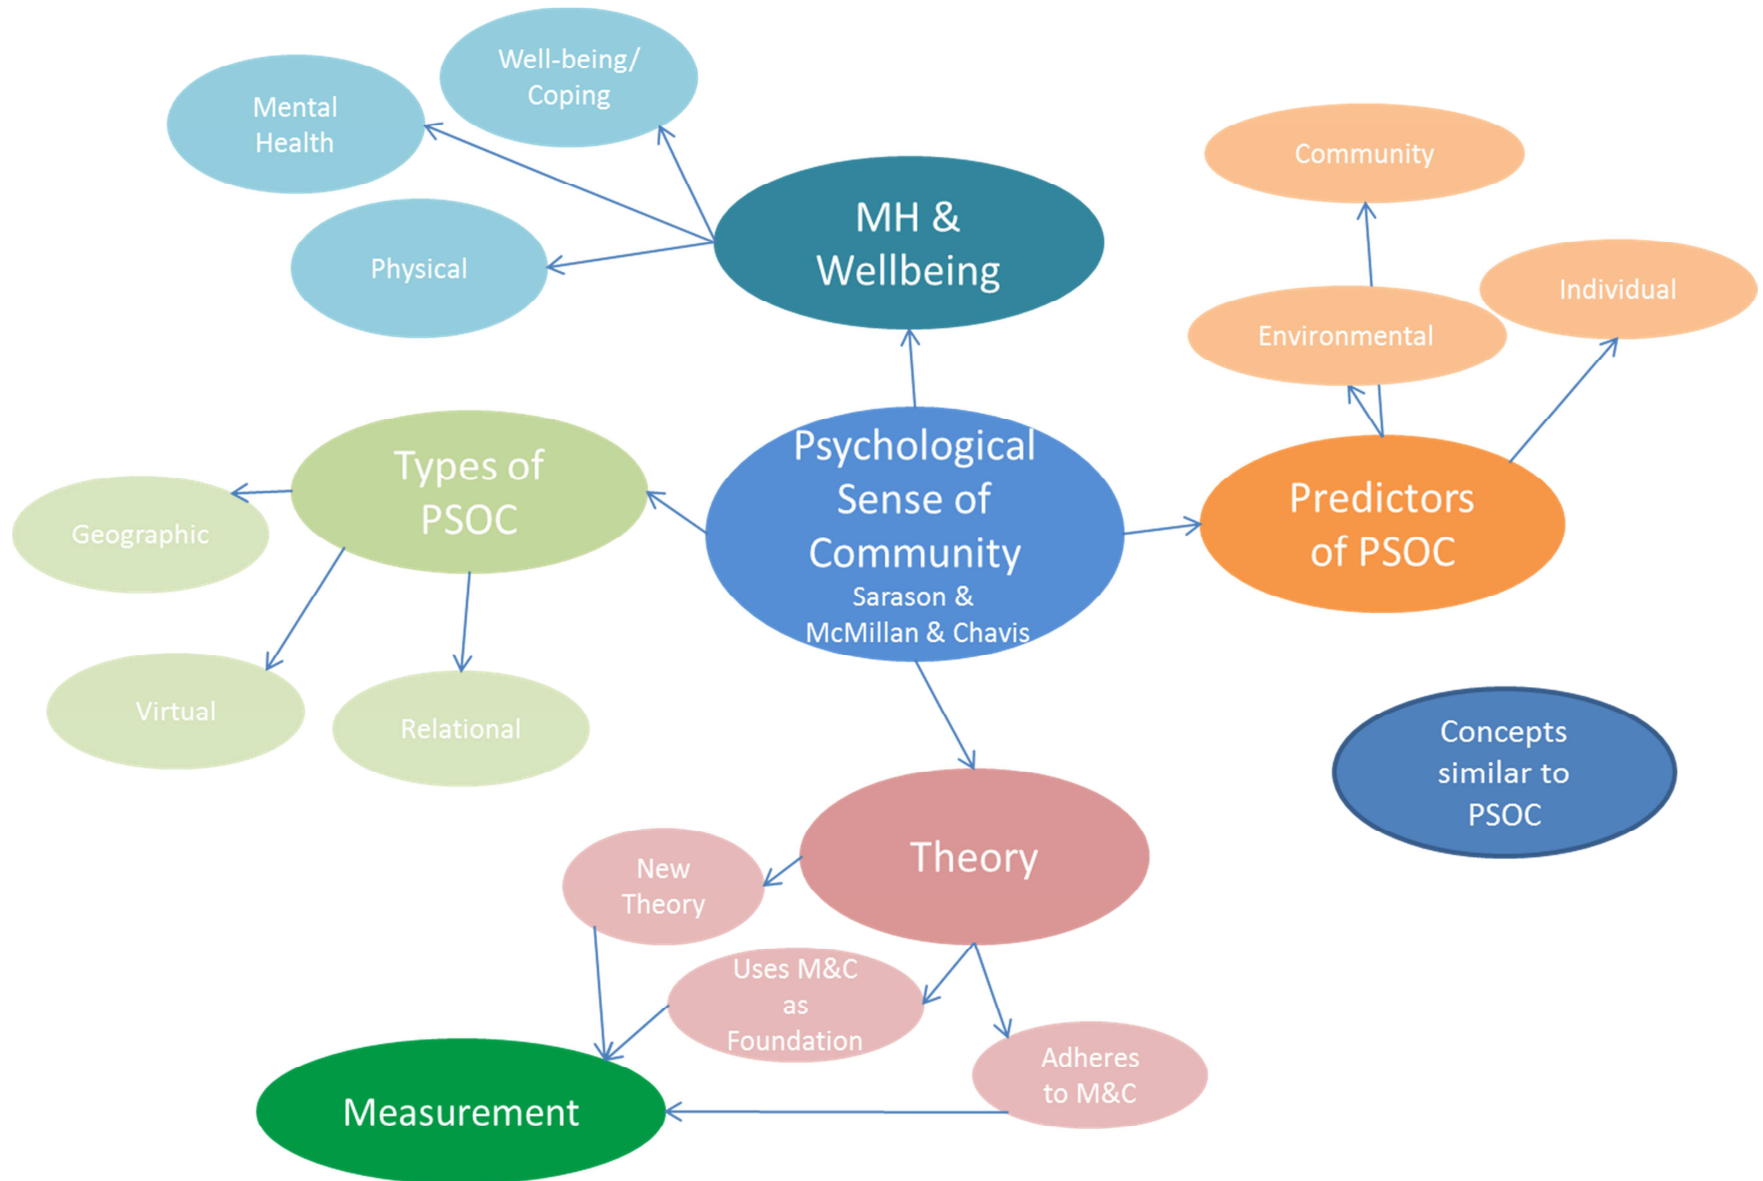 Well-being/
Coping
Mental
Health
Physical
MH &
Wellbeing
Community
Individual
Environmental
Types of
PSOC
Geographic
Virtual
Relational
Psychological
Sense of
Community
Sarason &
McMillan & Chavis
Predictors
of PSOC
Concepts
similar to
PSOC
Theory
New
Theory
Uses M&C
as
Foundation
Adheres
to M&C
Measurement